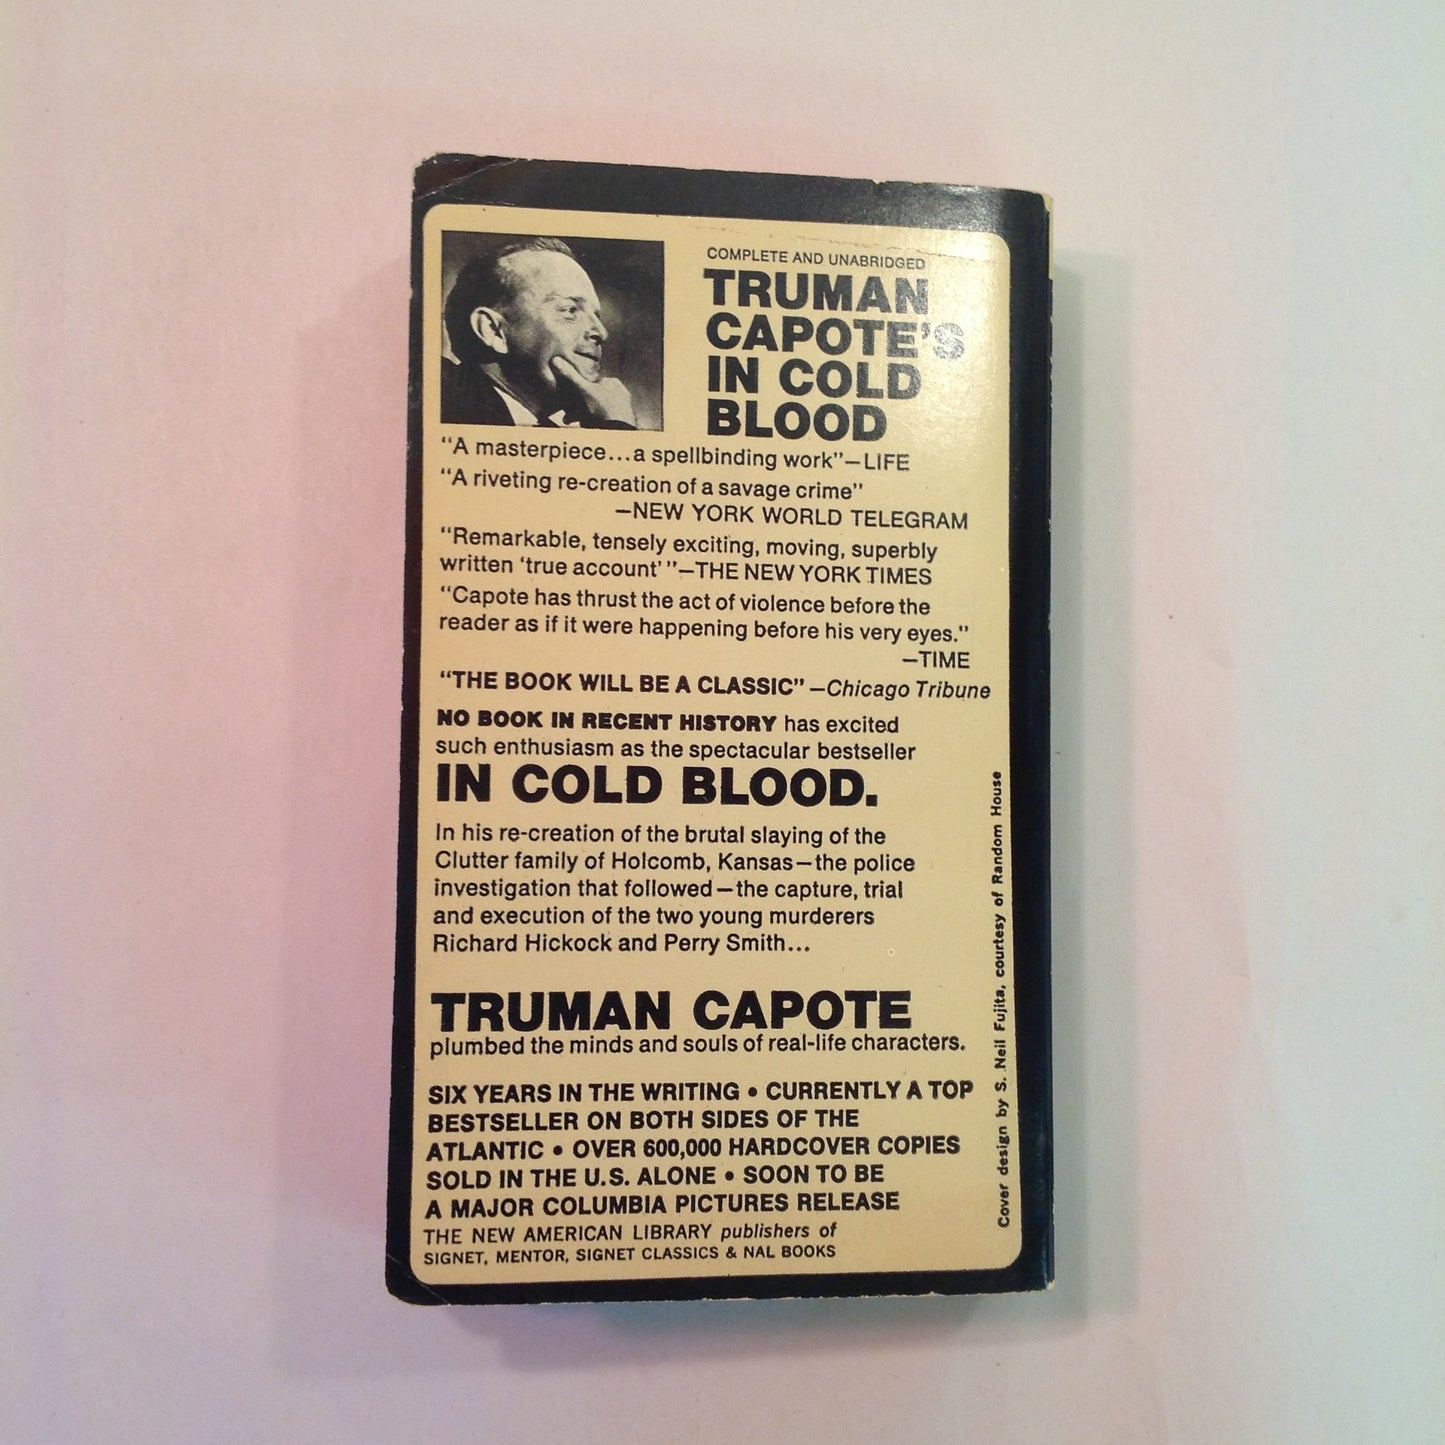 COMPLETE AND UNABRIDGED
TRUMAN
CAPOTE'S
IN COLD
BLOOD
“A masterpiece...a spellbinding work”—LIFE
“A riveting re-creation of a savage crime”
—NEW YORK WORLD TELEGRAM
“Remarkable, tensely exciting, moving, superbly
written ‘true account’ ”—THE NEW YORK TIMES
“Capote has thrust the act of violence before the
reader as if it were happening before his very eyes.”
—TIME
“THE BOOK WILL BE A CLASSIC” —Chicago Tribune
NO BOOK IN RECENT HISTORY has excited
such enthusiasm as the spectacular bestseller
IN COLD BLOOD.
In his re-creation of the brutal slaying of the
Clutter family of Holcomb, Kansas—the police
investigation that followed—the capture, trial
and execution of the two young murderers
Richard Hickock and Perry Smith...
TRUMAN CAPOTE
plumbed the minds and souls of real-life characters.
SIX YEARS IN THE WRITING • CURRENTLY A TOP
BESTSELLER ON BOTH SIDES OF THE
ATLANTIC • OVER 600,000 HARDCOVER COPIES
SOLD IN THE U.S. ALONE • SOON TO BE
A MAJOR COLUMBIA PICTURES RELEASE
THE NEW AMERICAN LIBRARY publishers of
SIGNET, MENTOR, SIGNET CLASSICS & NAL BOOKS
Cover design by S. Neil Fujita, courtesy of Random House